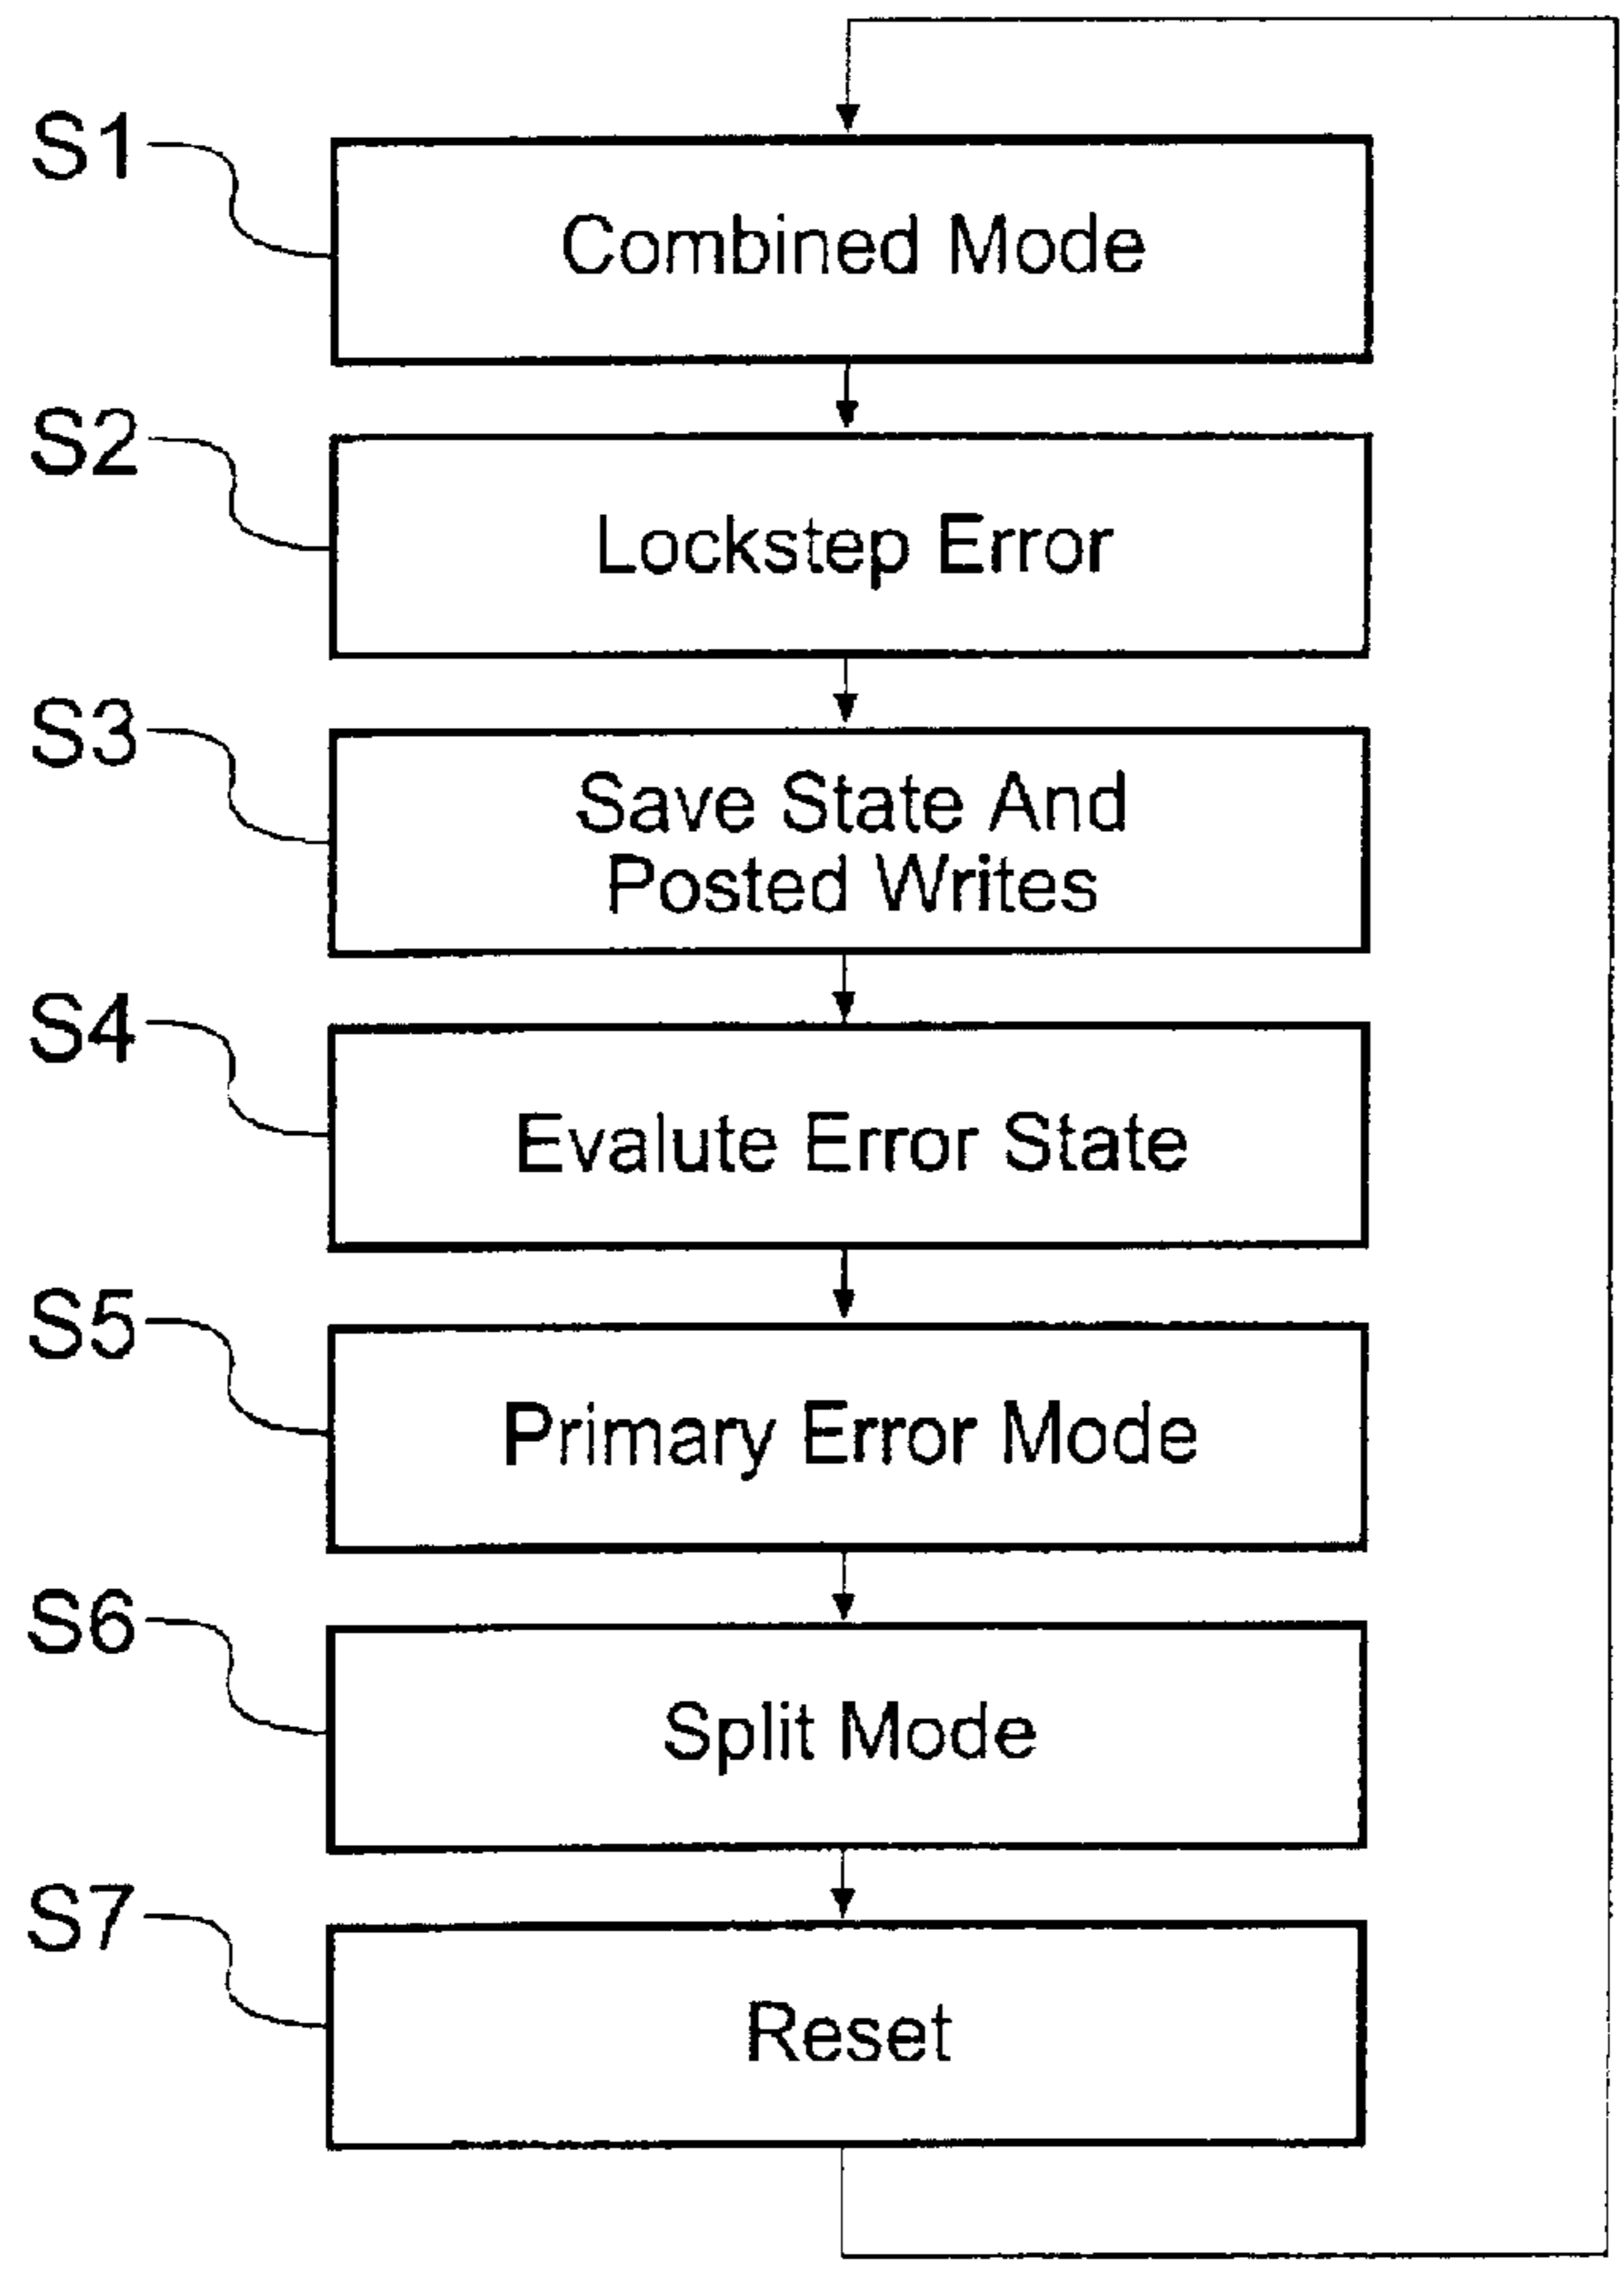 S1
Combined Mode
S2
Lockstep Error
S3
Save State And
Posted Writes
S4
Evalute Error State
S5
Primary Error Mode
S6
Split Mode
S7
Reset